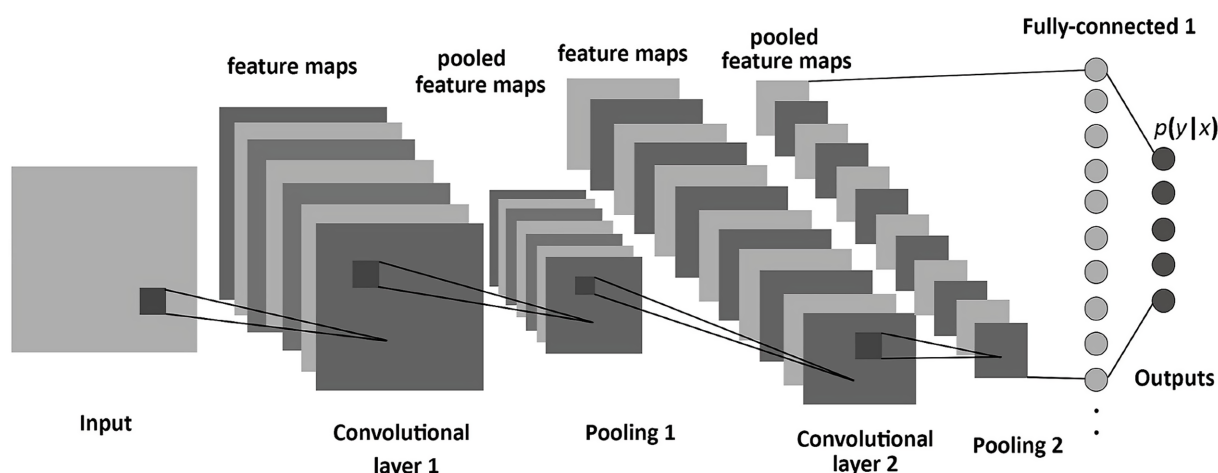 Fully-connected 1
feature maps
pooled
feature maps
feature maps
pooled
feature maps
p(y|x)
Input
Convolutional
layer 1
Pooling 1
Convolutional
layer 2
Pooling 2
Outputs